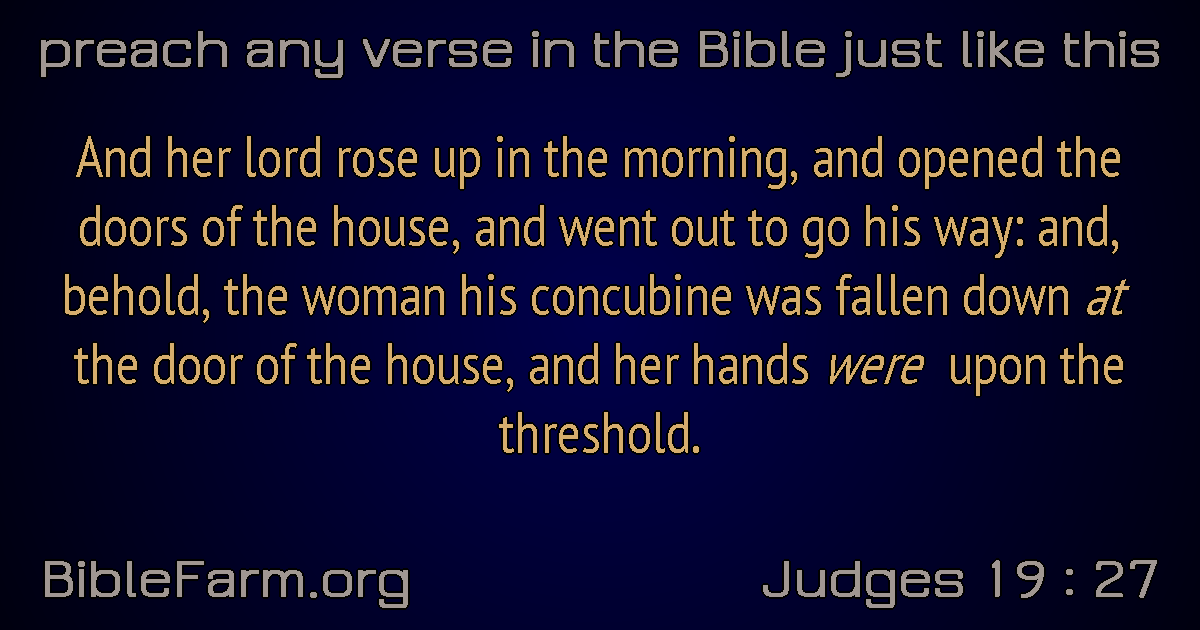 preach any verse in the Bible just like this
And her lord rose up in the morning, and opened the
doors of the house, and went out to go his way: and,
behold, the woman his concubine was fallen down at
the door of the house, and her hands were upon the
threshold.
BibleFarm.org
Judges 19 : 27